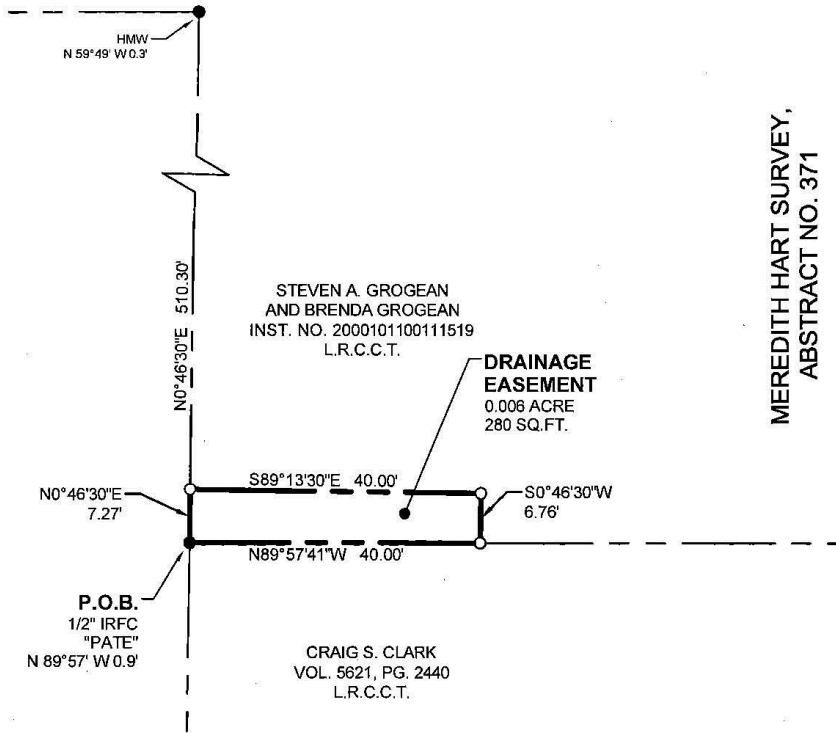 HMW
N 59°49' W 0.3'
MEREDITH HART SURVEY,
ABSTRACT NO. 371
N0°46'30"E 510.30'
STEVEN A. GROGEAN
AND BRENDA GROGEAN
INST. NO. 2000101100111519
L.R.C.C.T.
DRAINAGE
EASEMENT
0.006 ACRE
280 SQ.FT.
S89°13'30"E 40.00'
N0°46'30"E
7.27'
S0°46'30"W
6.76'
N89°57'41"W 40.00'
P.O.B.
1/2" IRFC
"PATE"
N 89°57' W 0.9'
CRAIG S. CLARK
VOL. 5621, PG. 2440
L.R.C.C.T.